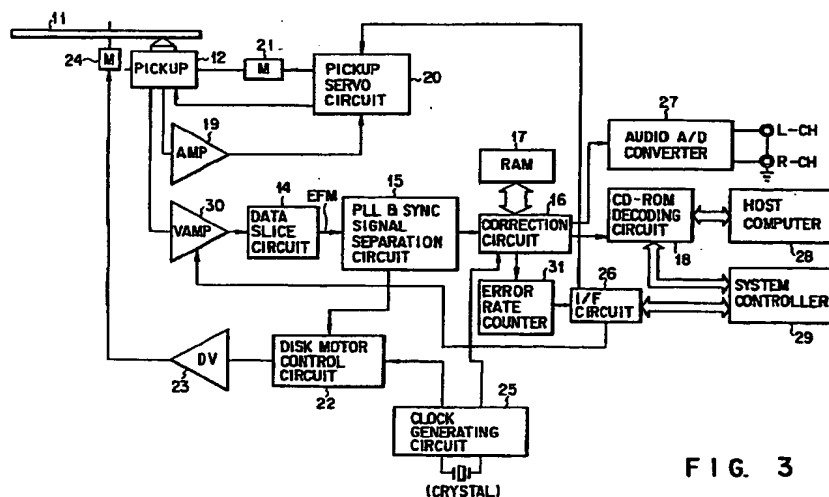 11
24
M
PICKUP
12
21
M
PICKUP
SERVO
CIRCUIT
20
19
AMP
30
VAMP
14
DATA
SLICE
CIRCUIT
EFM
15
PLL & SYNC
SIGNAL
SEPARATION
CIRCUIT
17
RAM
16
CORRECTION
CIRCUIT
27
AUDIO A/D
CONVERTER
L-CH
R-CH
CD-ROM
DECODING
CIRCUIT
18
HOST
COMPUTER
28
31
ERROR
RATE
COUNTER
26
I/F
CIRCUIT
SYSTEM
CONTROLLER
29
DV
23
DISK MOTOR
CONTROL
CIRCUIT
22
25
CLOCK
GENERATING
CIRCUIT
(CRYSTAL)
FIG. 3